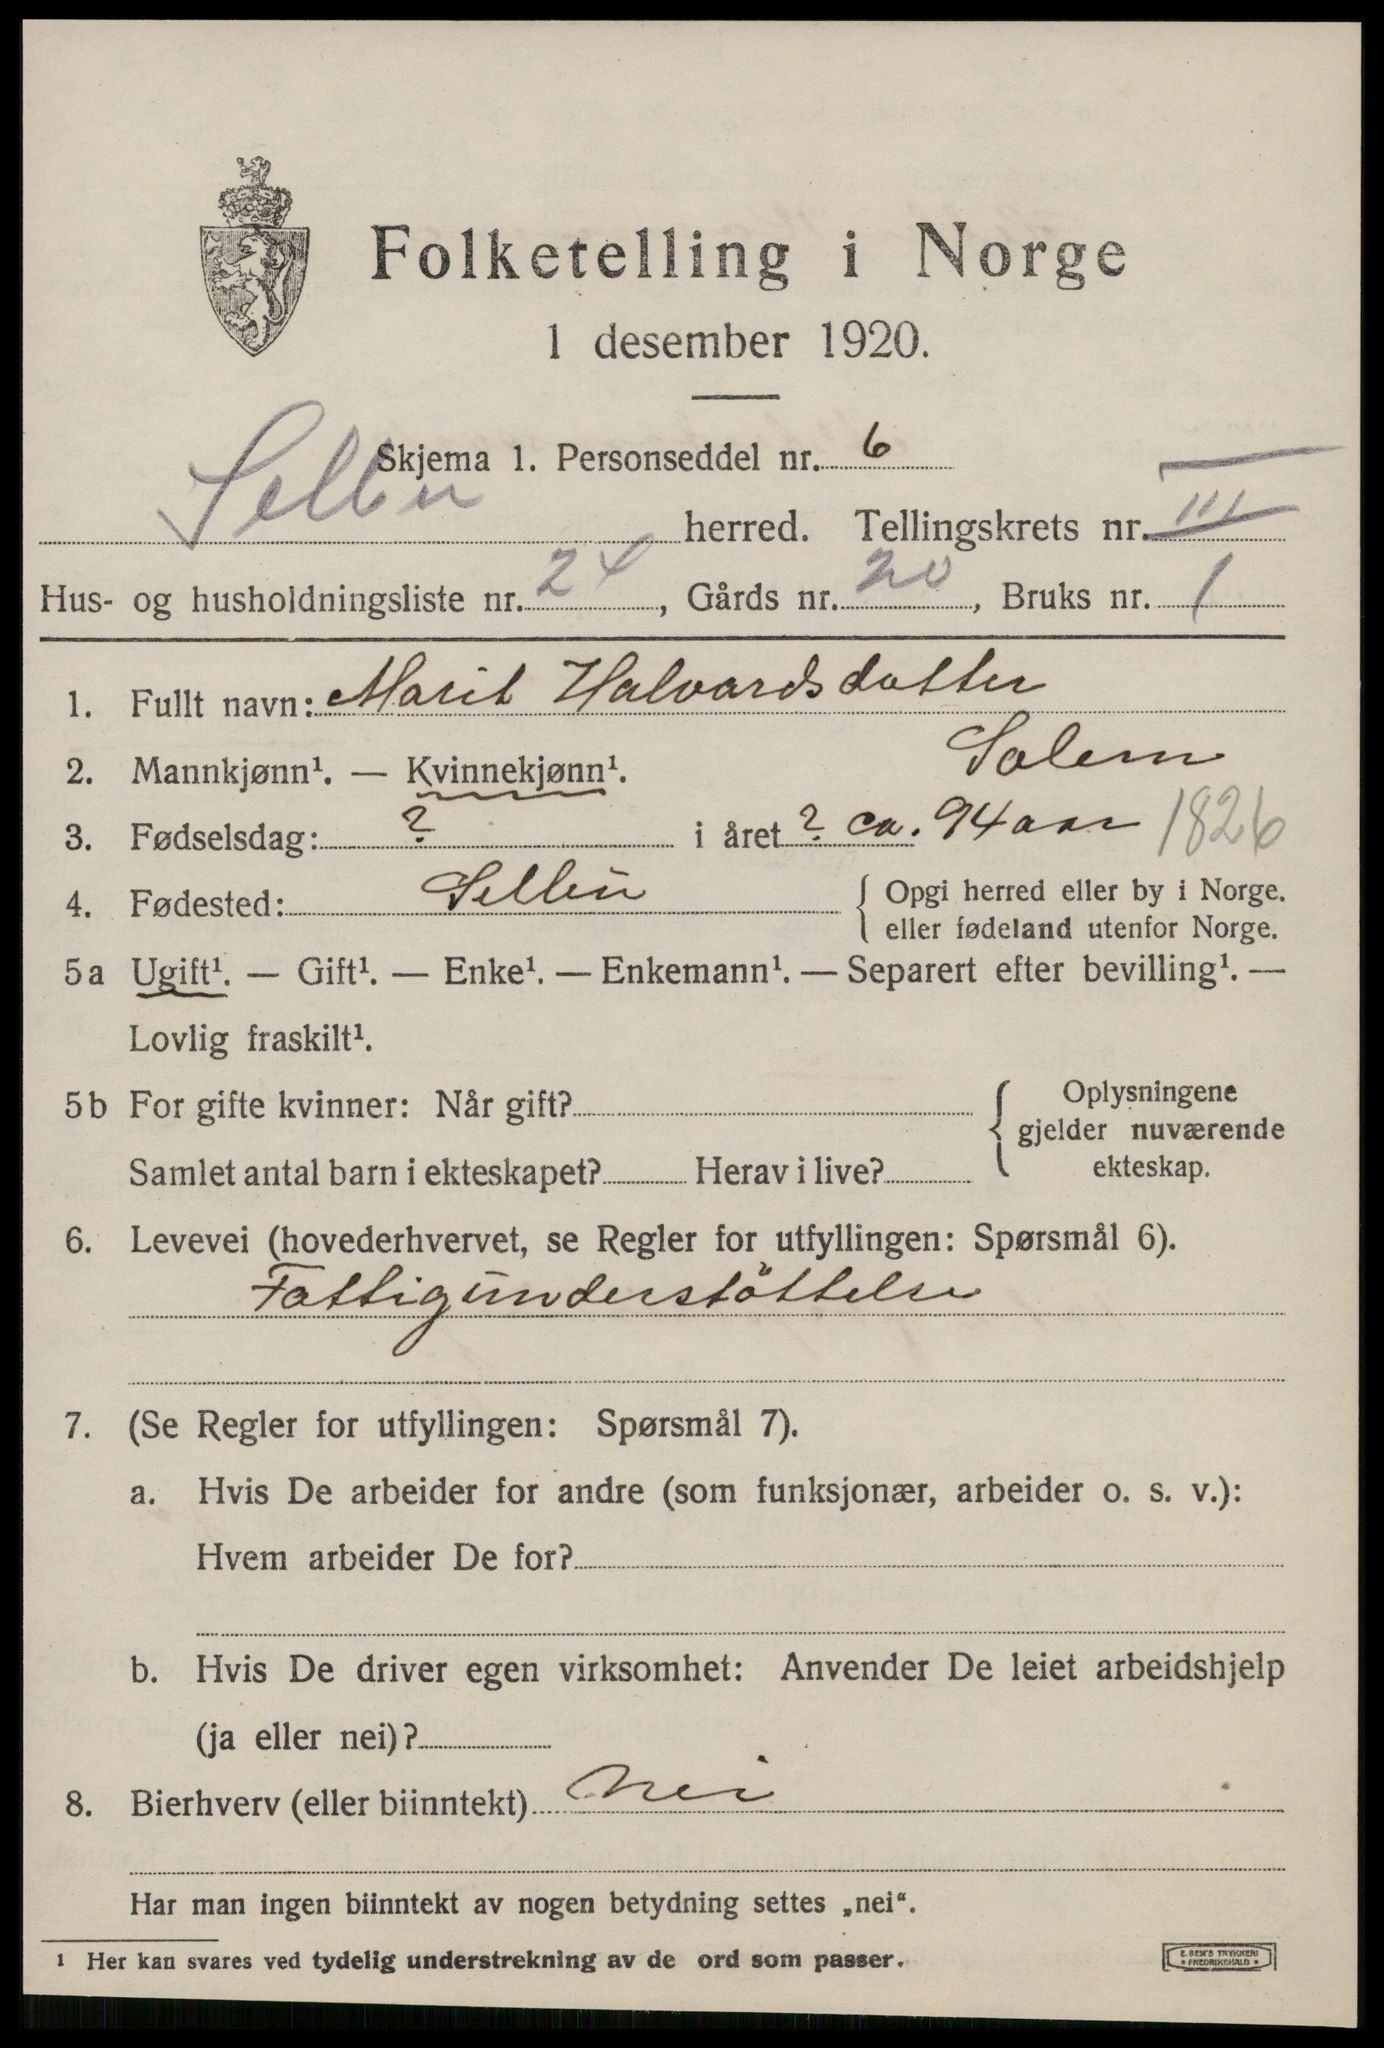 Folketelling i Norge
1 desember 1920.
Skjema 1. Personseddel nr. 6
Selbu herred. Tellingskrets nr. III
Hus- og husholdningsliste nr. 24, Gårds nr. 20, Bruks nr. 1
1. Fullt navn: Marit Halvardsdatter
Solem
2. Mannkjønn¹. — Kvinnekjønn¹.
3. Fødselsdag: ? i året ? ca. 94 aar 1826
4. Fødested: Selbu { Opgi herred eller by i Norge.
eller fødeland utenfor Norge.
5a Ugift¹. — Gift¹. — Enke¹. — Enkemann¹. — Separert efter bevilling¹. —
Lovlig fraskilt¹.
5b For gifte kvinner: Når gift? { Oplysningene
gjelder nuværende
Samlet antal barn i ekteskapet? Herav i live? ekteskap.
6. Levevei (hovederhvervet, se Regler for utfyllingen: Spørsmål 6).
Fattigunderstöttelse
7. (Se Regler for utfyllingen: Spørsmål 7).
a. Hvis De arbeider for andre (som funksjonær, arbeider o. s. v.):
Hvem arbeider De for?
b. Hvis De driver egen virksomhet: Anvender De leiet arbeidshjelp
(ja eller nei)?
8. Bierhverv (eller biinntekt) Nei
Har man ingen biinntekt av nogen betydning settes „nei“.
¹ Her kan svares ved tydelig understrekning av de ord som passer.
E. SEM'S TRYKKERI
* FREDRIKSHALD *